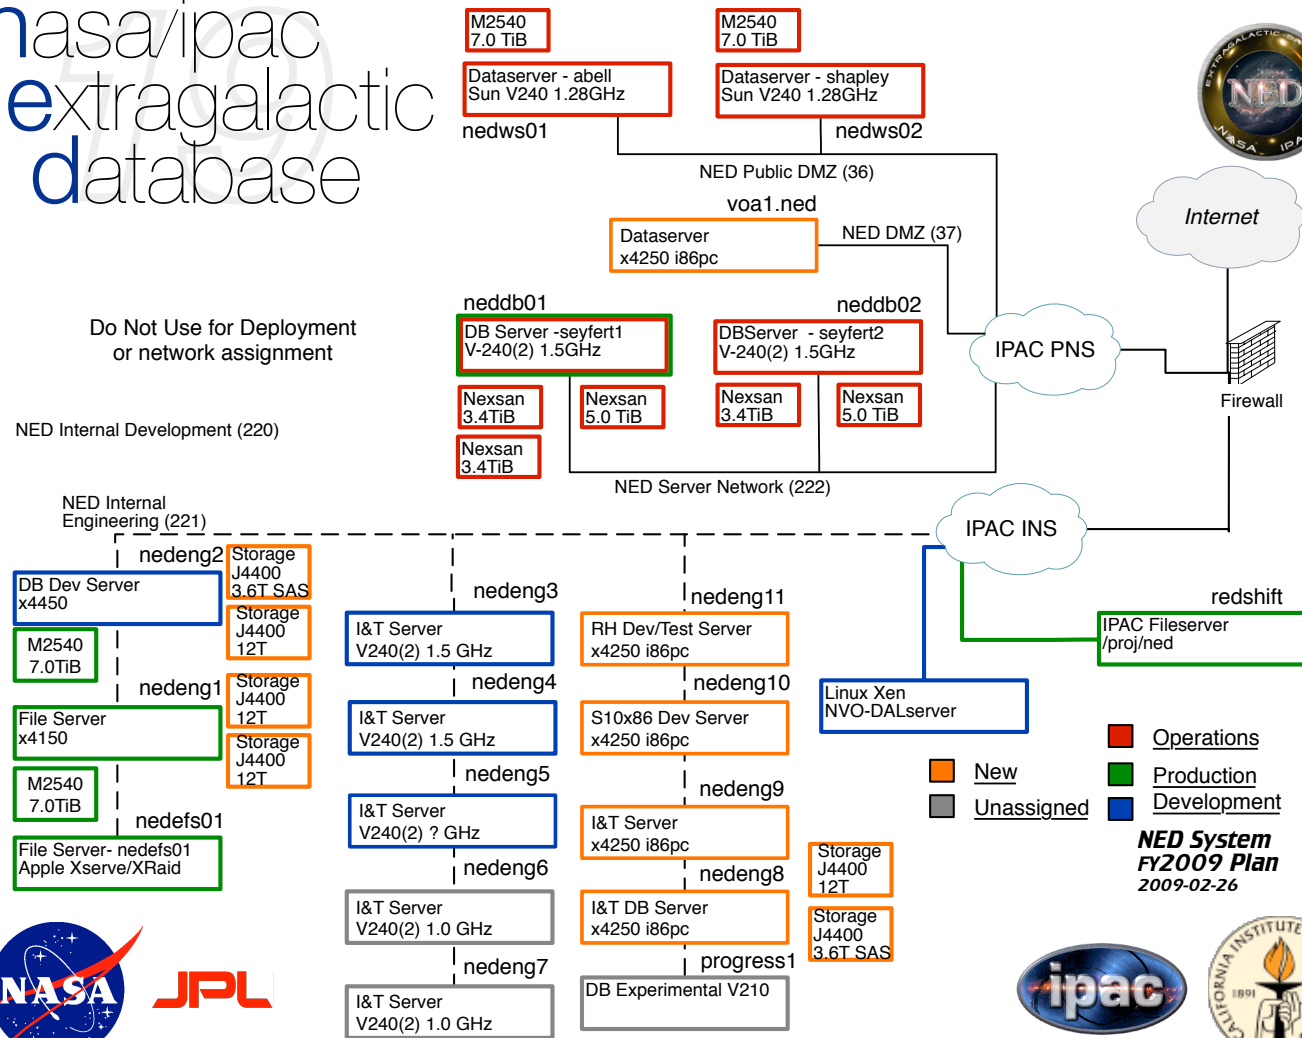 nasa/ipac
extragalactic
database
19
M2540
7.0 TiB
M2540
7.0 TiB
Dataserver - abell
Sun V240 1.28GHz
Dataserver - shapley
Sun V240 1.28GHz
nedws01
nedws02
NED Public DMZ (36)
NED
NASA
voa1.ned
Dataserver
x4250 i86pc
NED DMZ (37)
Internet
Do Not Use for Deployment
or network assignment
neddb01
DB Server -seyfert1
V-240(2) 1.5GHz
neddb02
DBServer - seyfert2
V-240(2) 1.5GHz
IPAC PNS
Firewall
Nexsan
3.4TiB
Nexsan
5.0 TiB
Nexsan
3.4TiB
Nexsan
5.0 TiB
Nexsan
3.4TiB
NED Internal Development (220)
NED Server Network (222)
NED Internal
Engineering (221)
IPAC INS
nedeng2
DB Dev Server
x4450
Storage
J4400
3.6T SAS
Storage
J4400
12T
M2540
7.0TiB
nedeng1
File Server
x4150
Storage
J4400
12T
Storage
J4400
12T
M2540
7.0TiB
nedefs01
File Server- nedefs01
Apple Xserve/XRaid
nedeng3
I&T Server
V240(2) 1.5 GHz
nedeng4
I&T Server
V240(2) 1.5 GHz
nedeng5
I&T Server
V240(2) ? GHz
nedeng6
I&T Server
V240(2) 1.0 GHz
nedeng7
I&T Server
V240(2) 1.0 GHz
nedeng11
RH Dev/Test Server
x4250 i86pc
nedeng10
S10x86 Dev Server
x4250 i86pc
nedeng9
I&T Server
x4250 i86pc
nedeng8
I&T DB Server
x4250 i86pc
Storage
J4400
12T
Storage
J4400
3.6T SAS
progress1
DB Experimental V210
redshift
IPAC Fileserver
/proj/ned
Linux Xen
NVO-DALserver
Operations
New
Production
Unassigned
Development
NED System
FY2009 Plan
2009-02-26
NASA
JPL
ipac
INSTITUTE
1891